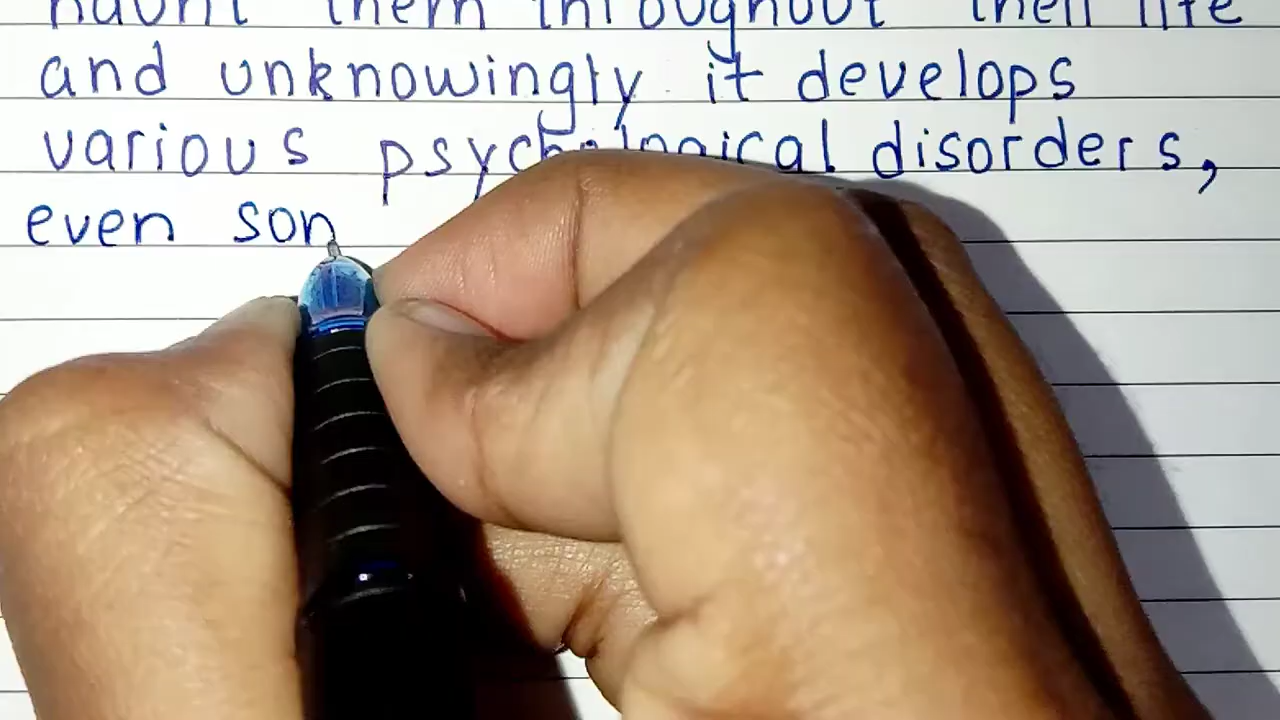 haunt them throughout their life
and unknowingly it develops
various psychological disorders,
even son